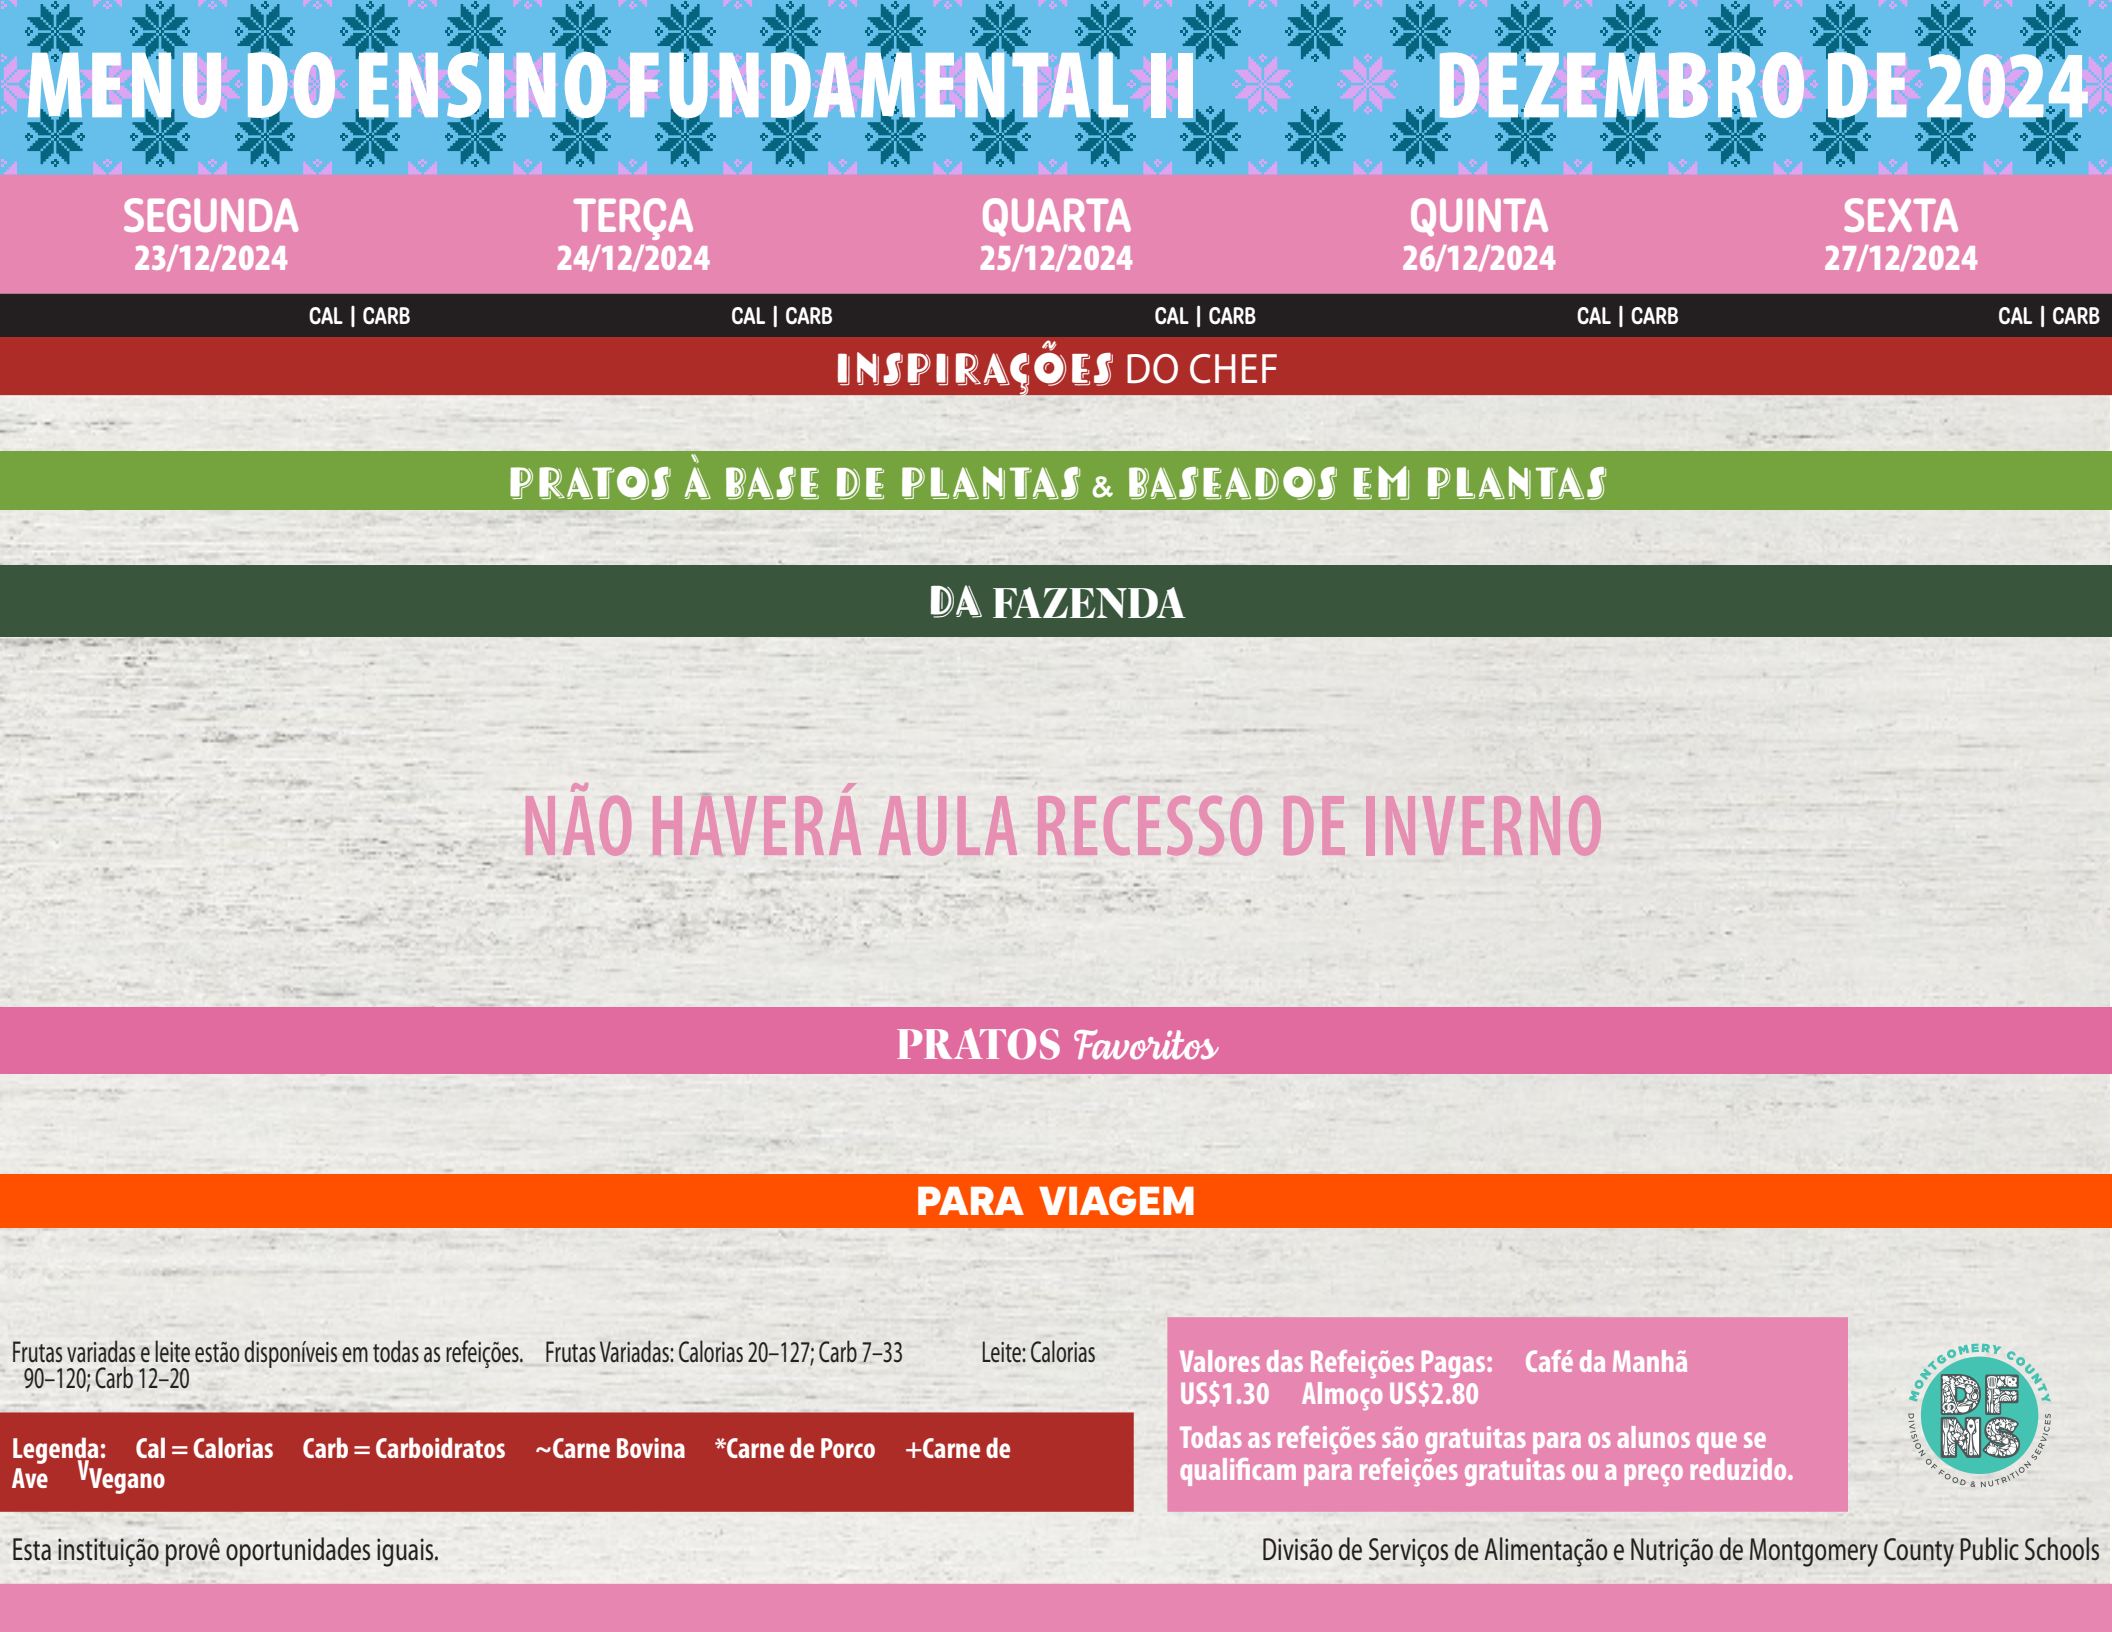 MENU DO ENSINO FUNDAMENTAL II DEZEMBRO DE 2024
SEGUNDA TERÇA QUARTA QUINTA SEXTA
23/12/2024 24/12/2024 25/12/2024 26/12/2024 27/12/2024
CAL | CARB CAL | CARB CAL | CARB CAL | CARB CAL | CARB
INSPIRAÇÕES DO CHEF
PRATOS À BASE DE PLANTAS & BASEADOS EM PLANTAS
DA FAZENDA
NÃO HAVERÁ AULA RECESSO DE INVERNO
PRATOS Favoritos
PARA VIAGEM
Frutas variadas e leite estão disponíveis em todas as refeições. Frutas Variadas: Calorias 20–127; Carb 7–33 Leite: Calorias
90–120; Carb 12–20
Legenda: Cal = Calorias Carb = Carboidratos ~Carne Bovina *Carne de Porco +Carne de
Ave VVegano
Valores das Refeições Pagas: Café da Manhã
US$1.30 Almoço US$2.80
Todas as refeições são gratuitas para os alunos que se
qualificam para refeições gratuitas ou a preço reduzido.
MONTGOMERY COUNTY
DF
NS
DIVISION OF FOOD & NUTRITION SERVICES
Esta instituição provê oportunidades iguais.
Divisão de Serviços de Alimentação e Nutrição de Montgomery County Public Schools